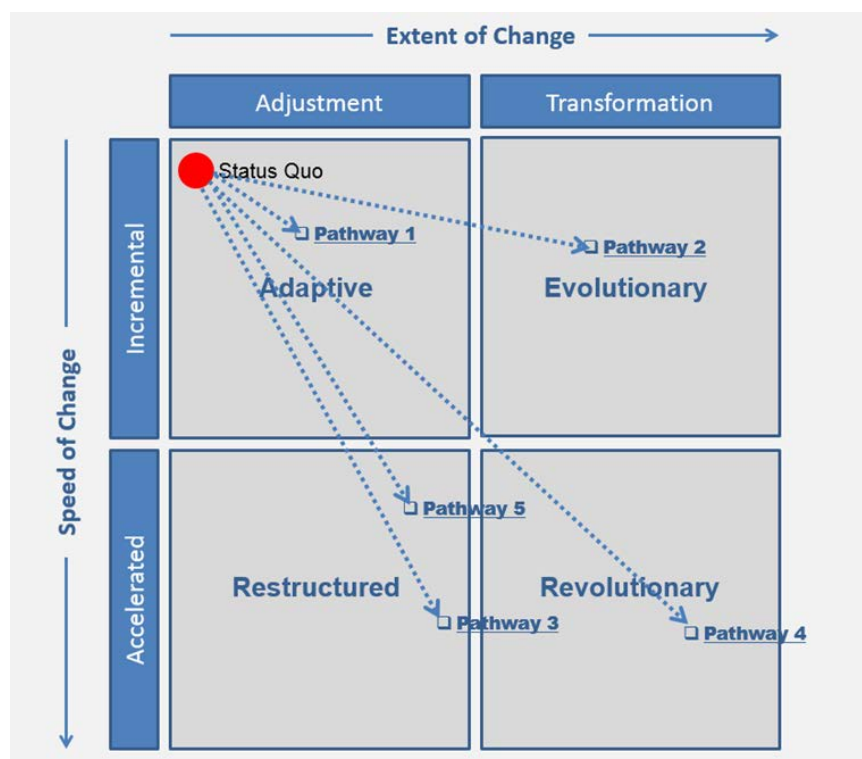 Extent of Change
Adjustment
Transformation
Speed of Change
Incremental
Status Quo
Pathway 1
Pathway 2
Adaptive
Evolutionary
Accelerated
Pathway 5
Restructured
Revolutionary
Pathway 3
Pathway 4